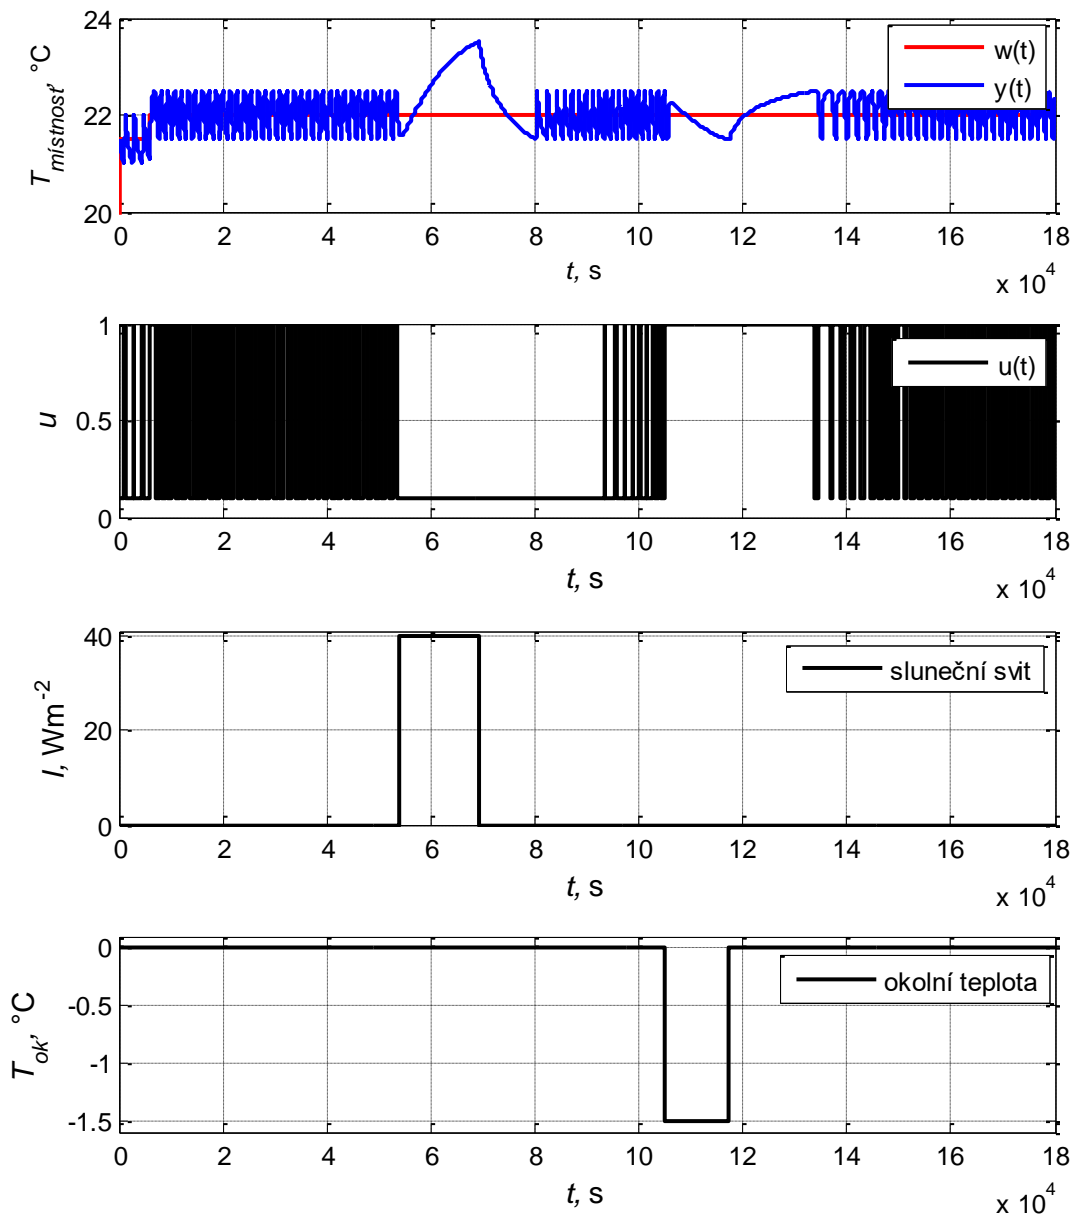 24
22
20
T místnosť, °C
w(t)
y(t)
0 2 4 6 8 10 12 14 16 18
t, s
x 10^4
1
0.5
0
u
u(t)
0 2 4 6 8 10 12 14 16 18
t, s
x 10^4
40
20
0
I, Wm^-2
sluneční svit
0 2 4 6 8 10 12 14 16 18
t, s
x 10^4
0
-0.5
-1
-1.5
T ok, °C
okolní teplota
0 2 4 6 8 10 12 14 16 18
t, s
x 10^4